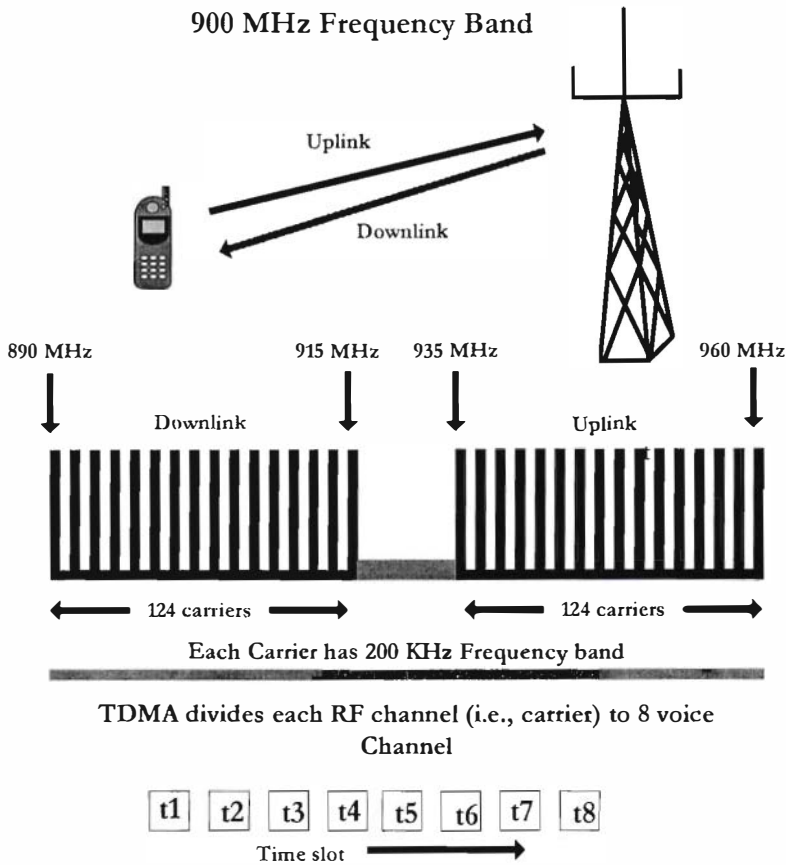 900 MHz Frequency Band
Uplink
Downlink
890 MHz
915 MHz
935 MHz
960 MHz
Downlink
Uplink
t
124 carriers
124 carriers
Each Carrier has 200 KHz Frequency band
TDMA divides each RF channel (i.e., carrier) to 8 voice
Channel
t1 t2 t3 t4 t5 t6 t7 t8
Time slot